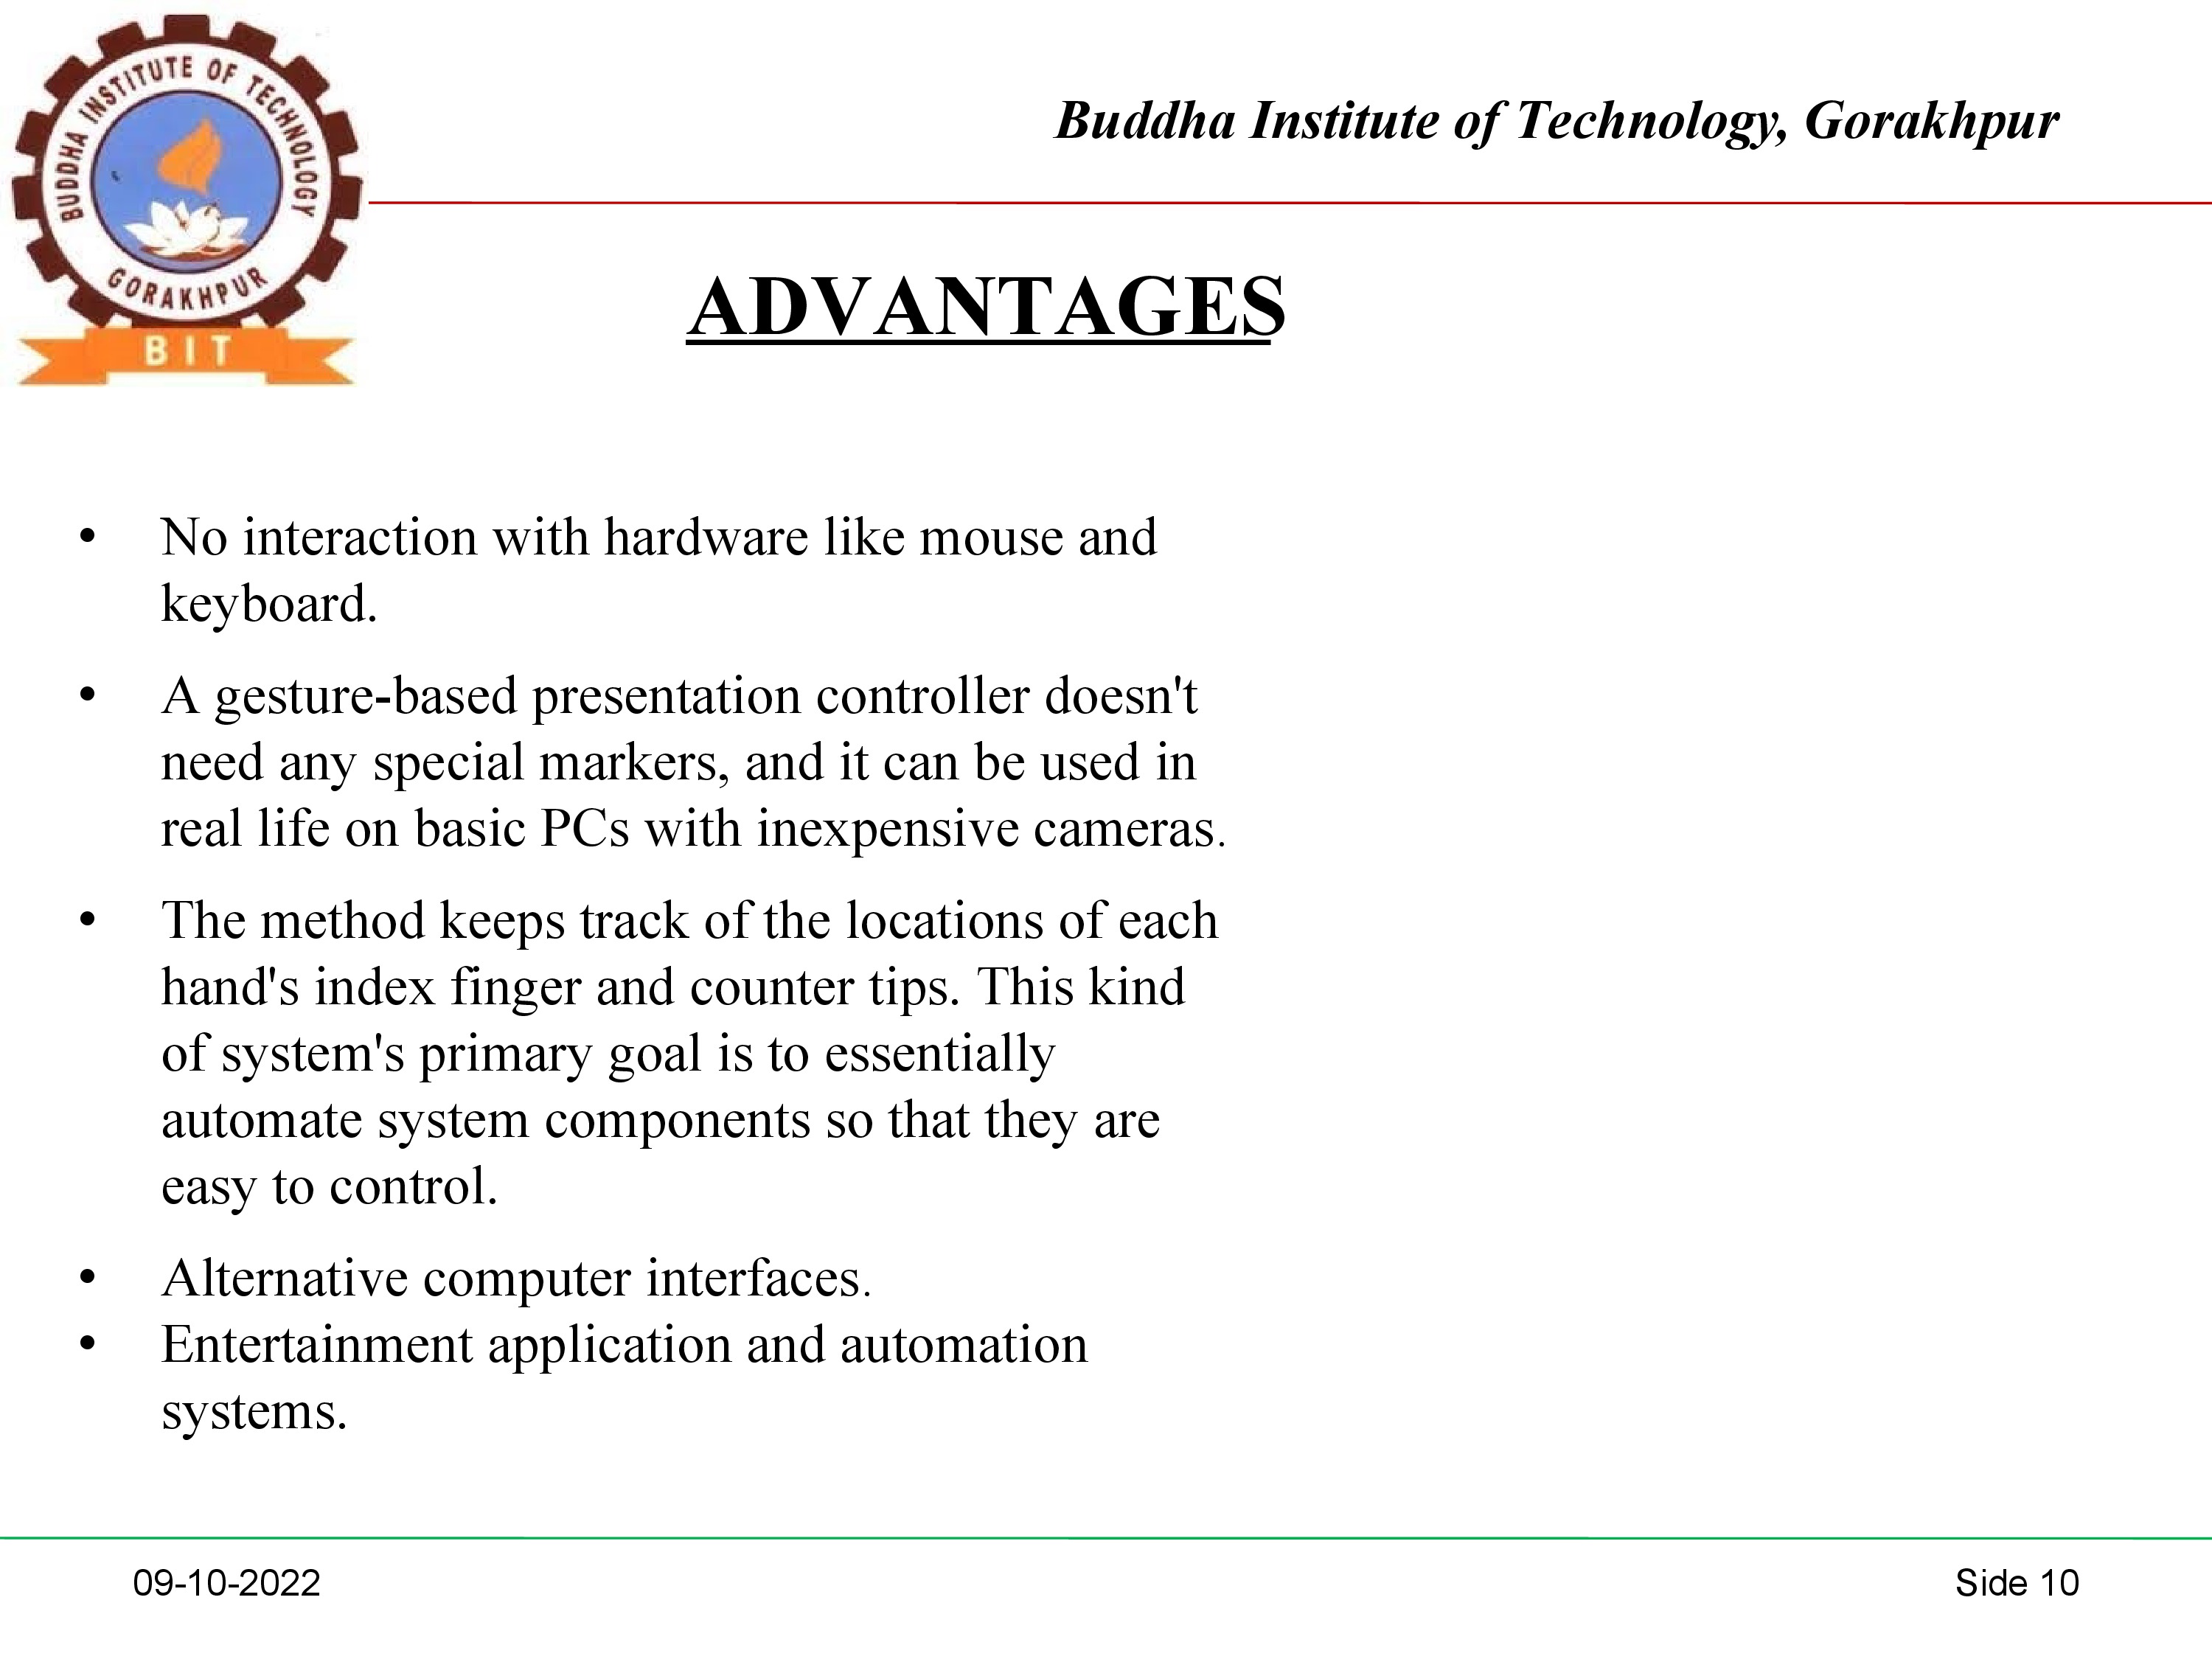 BUDDHA INSTITUTE OF TECHNOLOGY
GORAKHPUR
BIT
Buddha Institute of Technology, Gorakhpur
ADVANTAGES
• No interaction with hardware like mouse and
keyboard.
• A gesture-based presentation controller doesn't
need any special markers, and it can be used in
real life on basic PCs with inexpensive cameras.
• The method keeps track of the locations of each
hand's index finger and counter tips. This kind
of system's primary goal is to essentially
automate system components so that they are
easy to control.
• Alternative computer interfaces.
• Entertainment application and automation
systems.
09-10-2022
Side 10